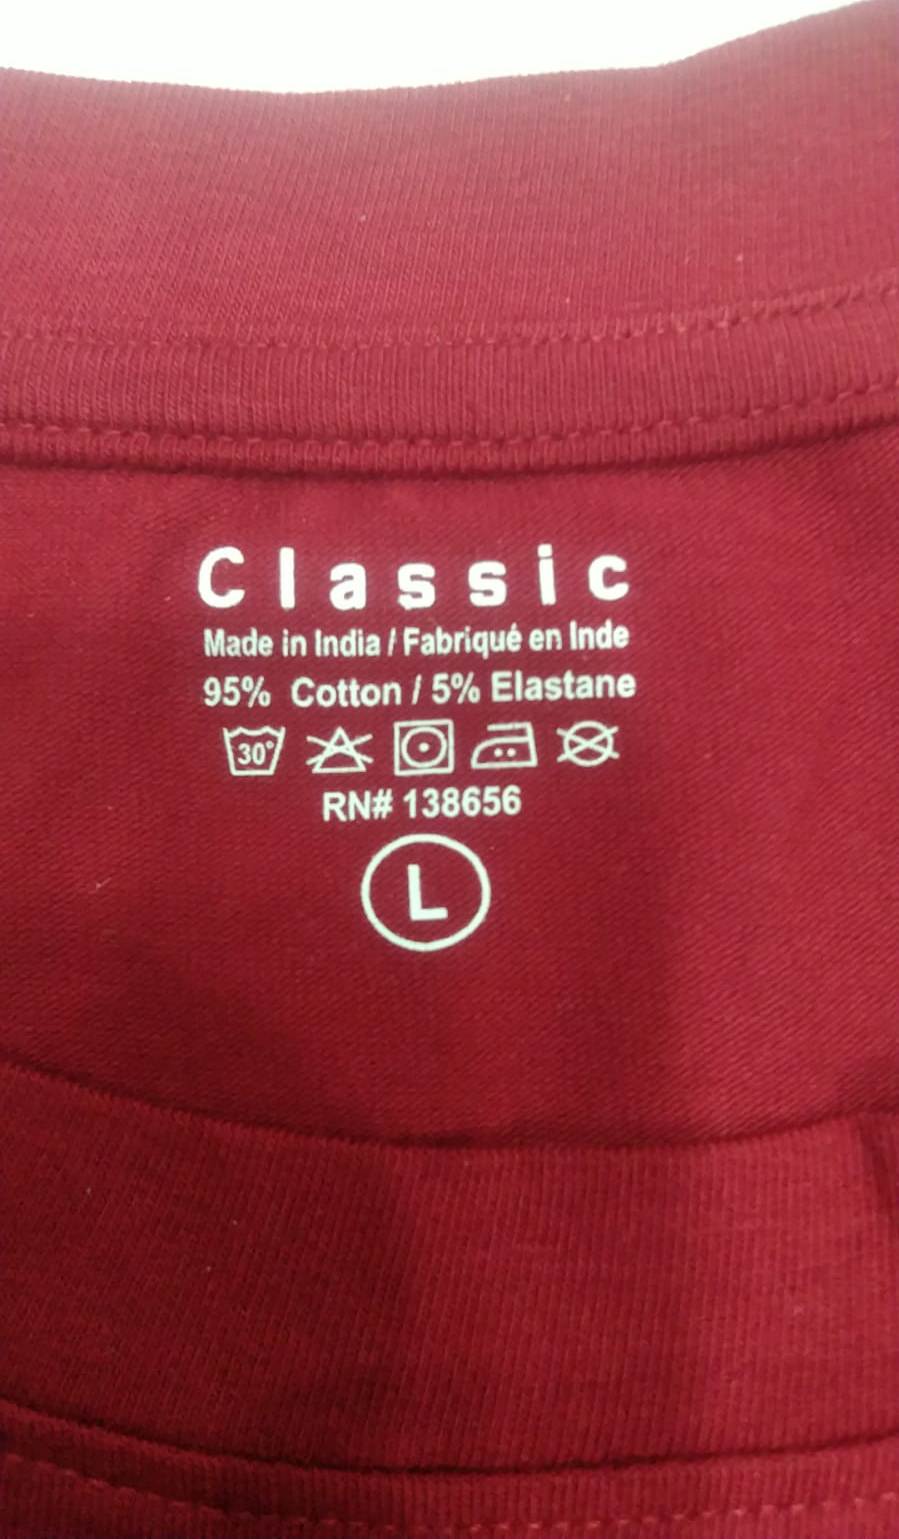 Classic
Made in India / Fabriqué en Inde
95% Cotton / 5% Elastane
30°
RN# 138656
L